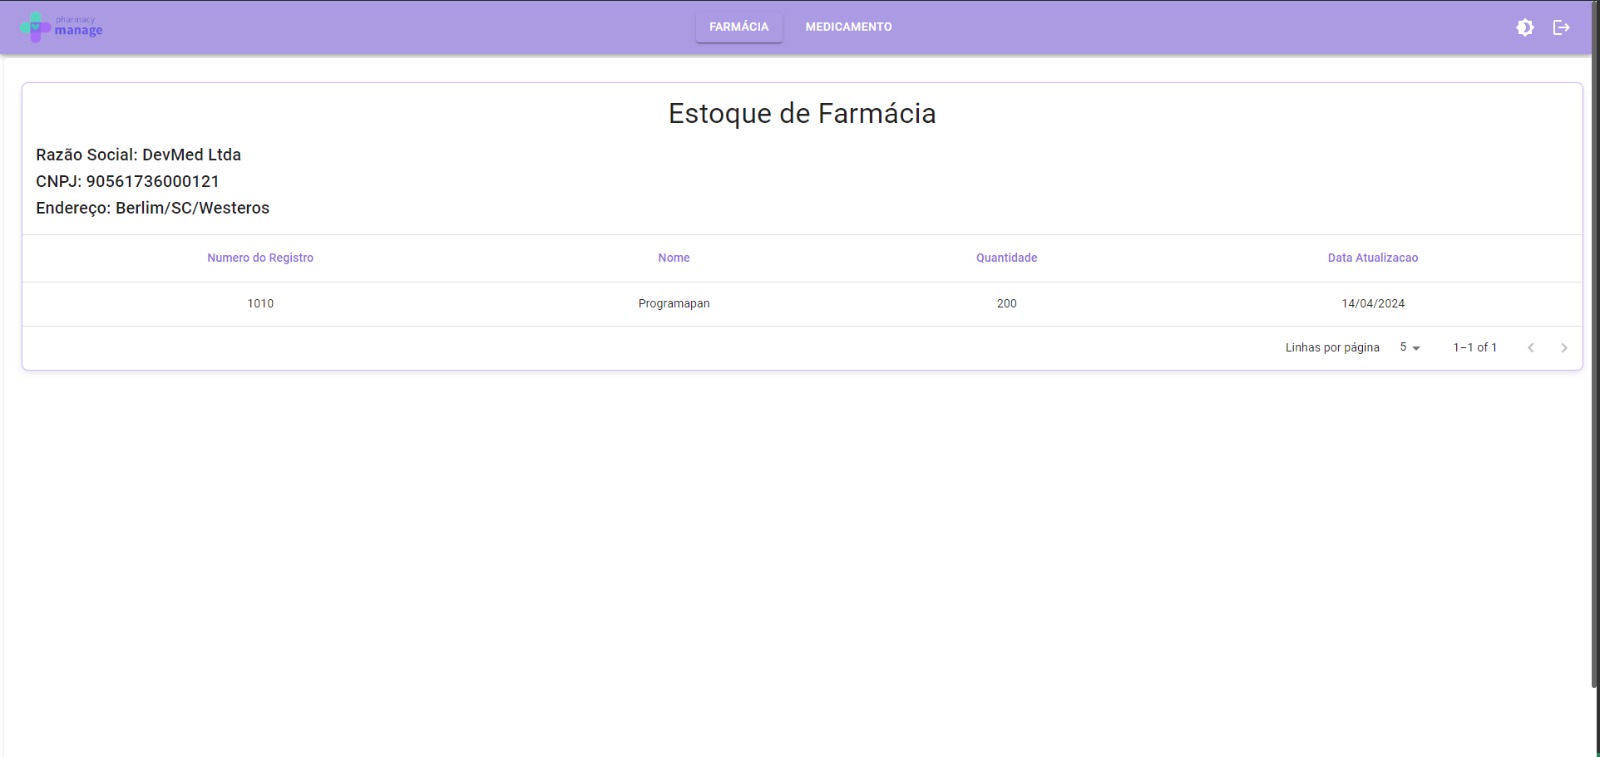 pharmacy
manage
FARMÁCIA MEDICAMENTO
Estoque de Farmácia
Razão Social: DevMed Ltda
CNPJ: 90561736000121
Endereço: Berlim/SC/Westeros
Numero do Registro Nome Quantidade Data Atualizacao
1010 Programapan 200 14/04/2024
Linhas por página 5 1–1 of 1